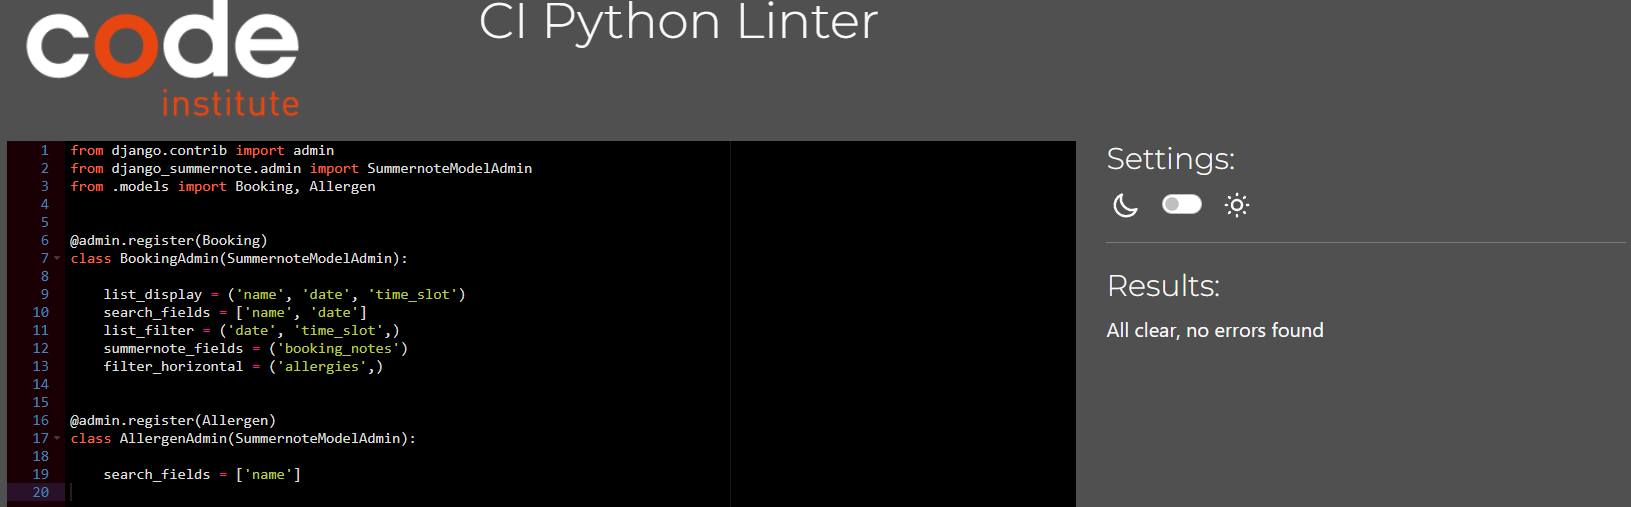 code
institute
CI Python Linter
1 from django.contrib import admin
2 from django_summernote.admin import SummernoteModelAdmin
3 from .models import Booking, Allergen
4
5
6 @admin.register(Booking)
7 class BookingAdmin(SummernoteModelAdmin):
8
9     list_display = ('name', 'date', 'time_slot')
10     search_fields = ['name', 'date']
11     list_filter = ('date', 'time_slot',)
12     summernote_fields = ('booking_notes')
13     filter_horizontal = ('allergies',)
14
15
16 @admin.register(Allergen)
17 class AllergenAdmin(SummernoteModelAdmin):
18
19     search_fields = ['name']
20
Settings:
Results:
All clear, no errors found